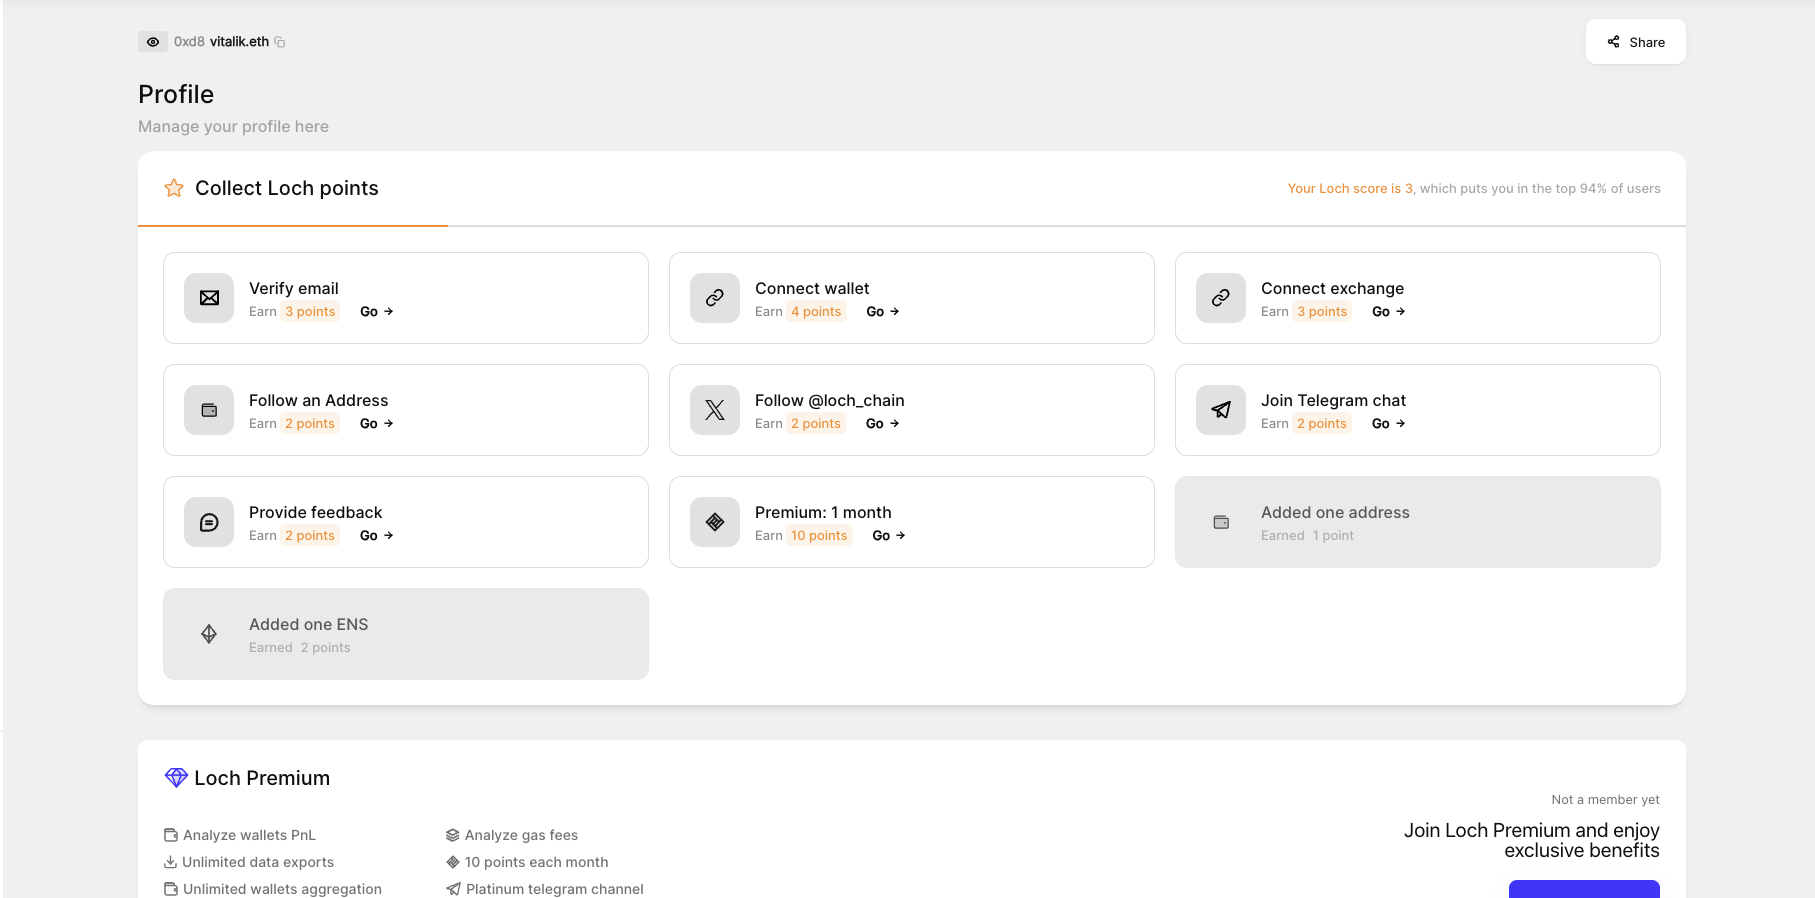 0xd8 vitalik.eth
Share
Profile
Manage your profile here
Collect Loch points
Your Loch score is 3, which puts you in the top 94% of users
Verify email
Earn 3 points Go →
Connect wallet
Earn 4 points Go →
Connect exchange
Earn 3 points Go →
Follow an Address
Earn 2 points Go →
Follow @loch_chain
Earn 2 points Go →
Join Telegram chat
Earn 2 points Go →
Provide feedback
Earn 2 points Go →
Premium: 1 month
Earn 10 points Go →
Added one address
Earned 1 point
Added one ENS
Earned 2 points
Loch Premium
Analyze wallets PnL
Unlimited data exports
Unlimited wallets aggregation
Analyze gas fees
10 points each month
Platinum telegram channel
Not a member yet
Join Loch Premium and enjoy
exclusive benefits